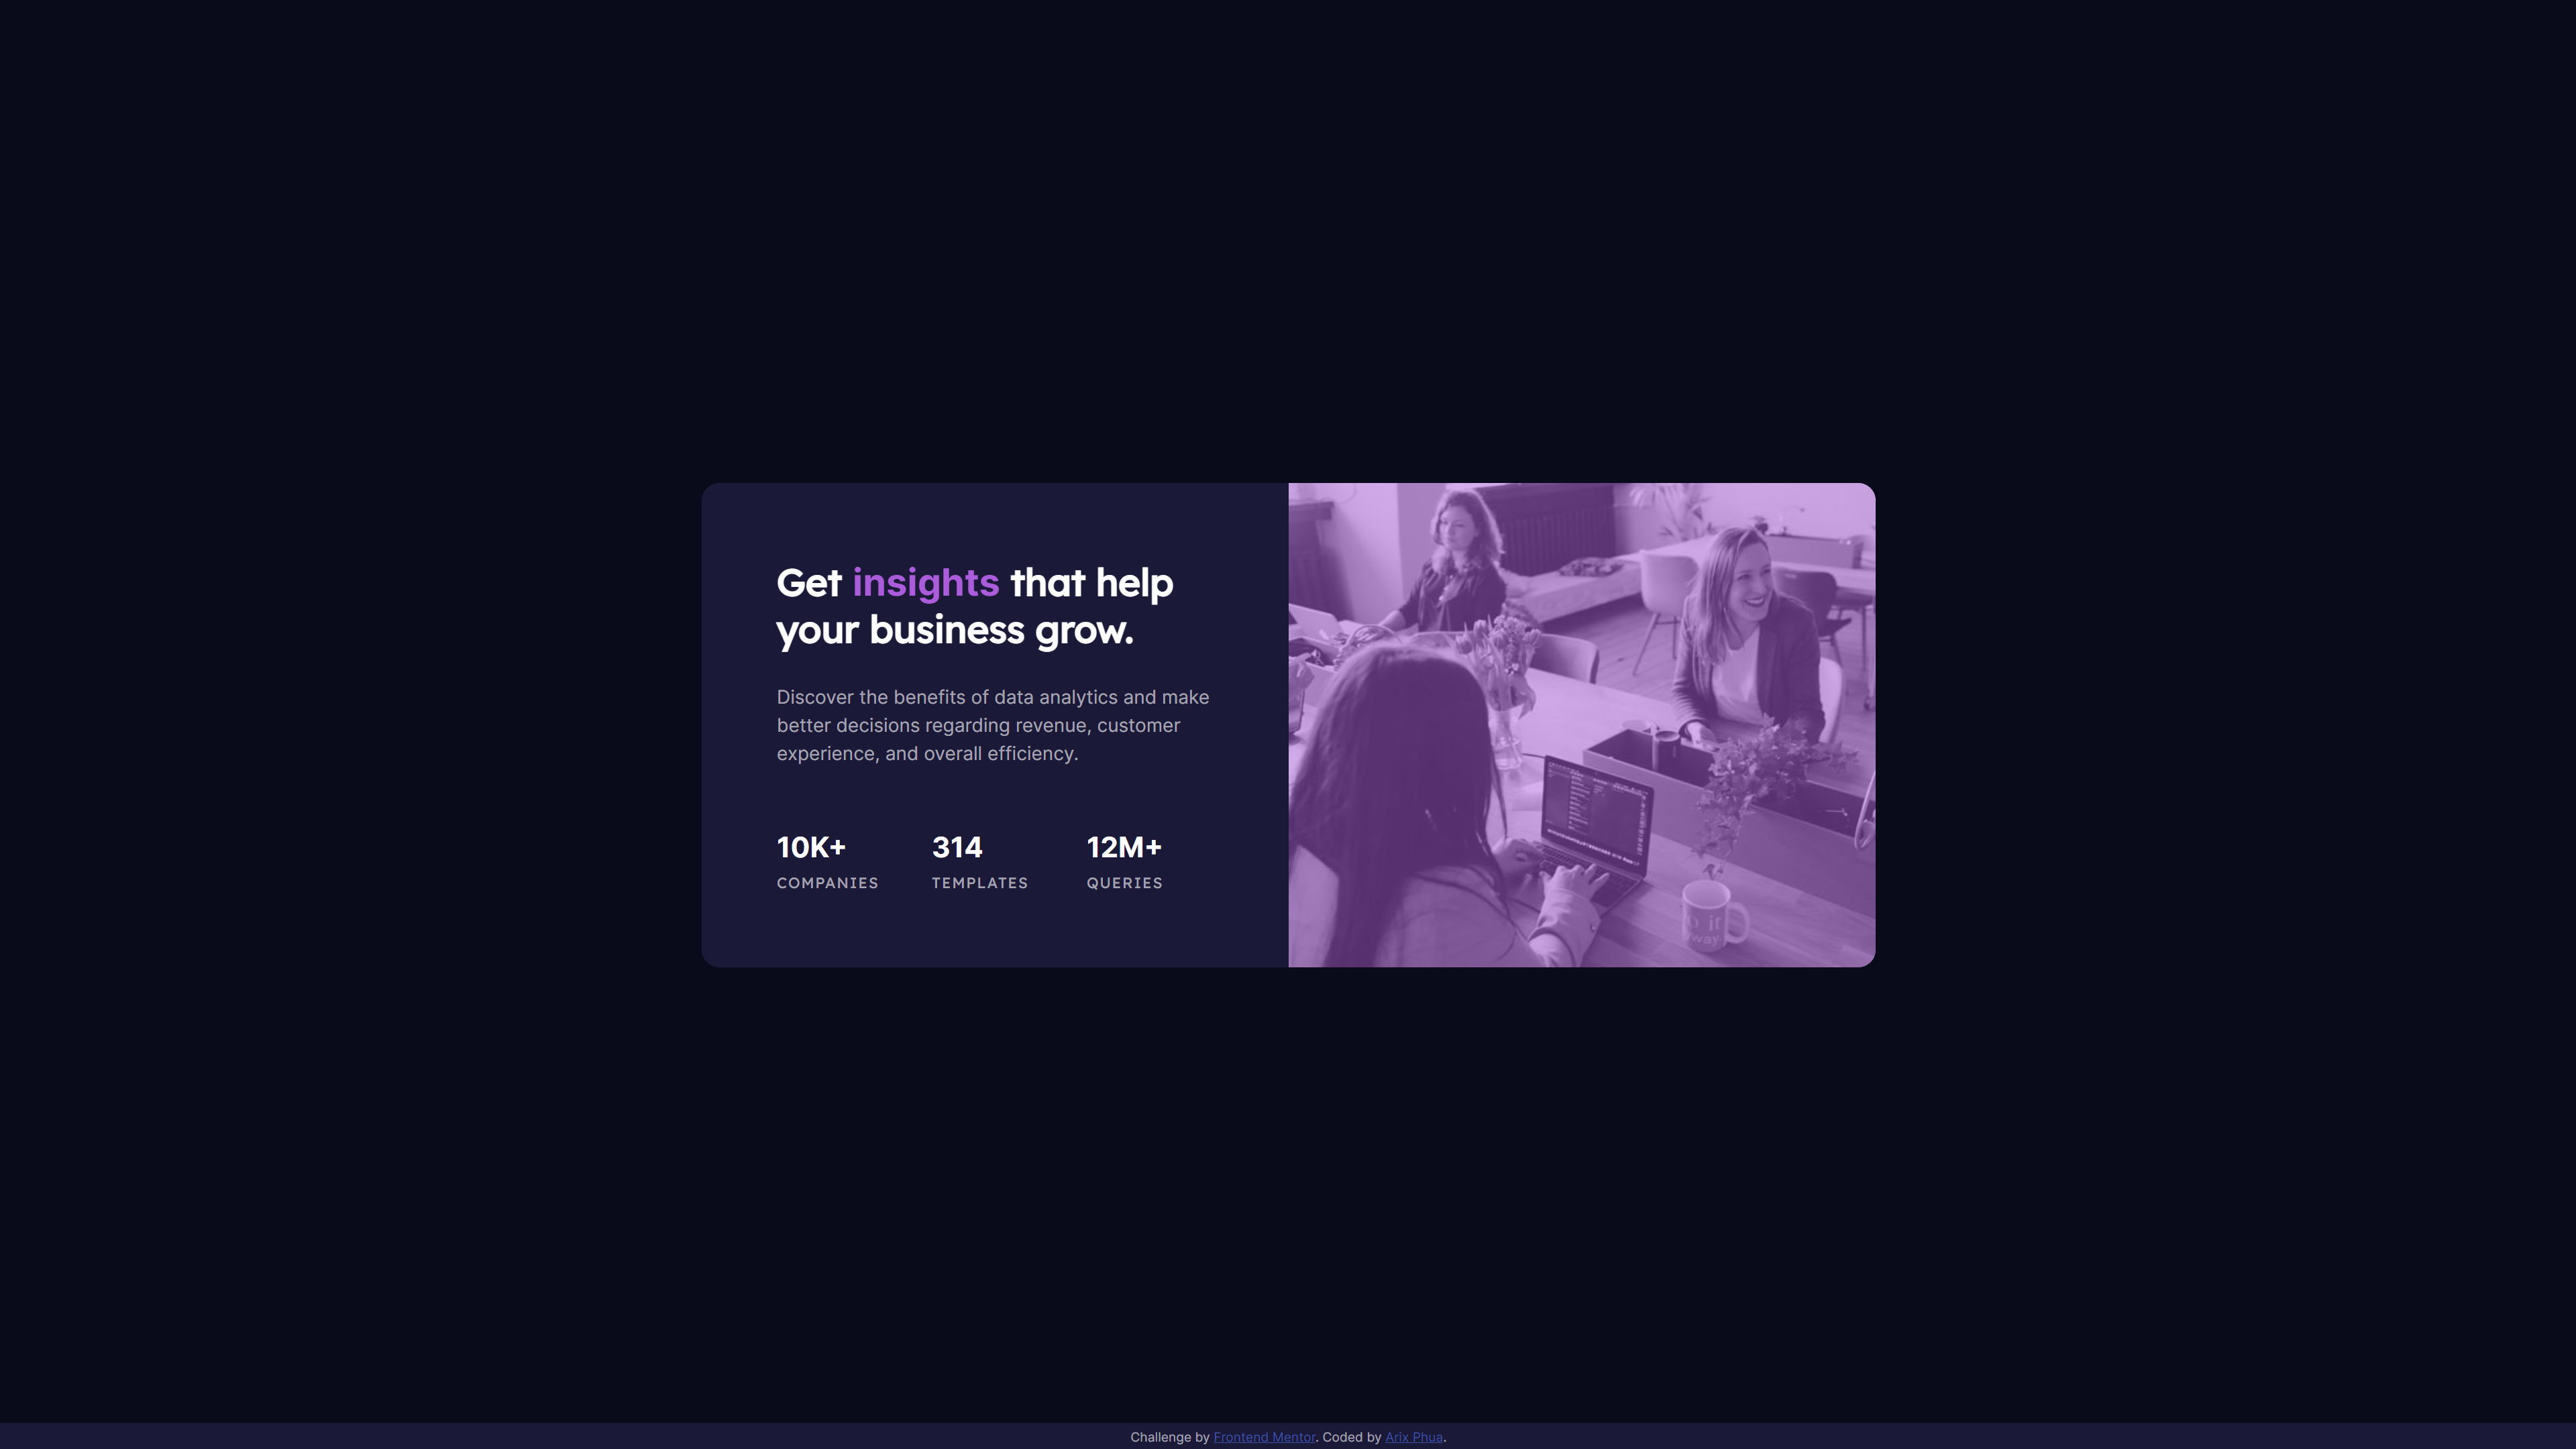 Get insights that help
your business grow.
Discover the benefits of data analytics and make
better decisions regarding revenue, customer
experience, and overall efficiency.
10K+ 314 12M+
COMPANIES TEMPLATES QUERIES
Challenge by Frontend Mentor. Coded by Arix Phua.